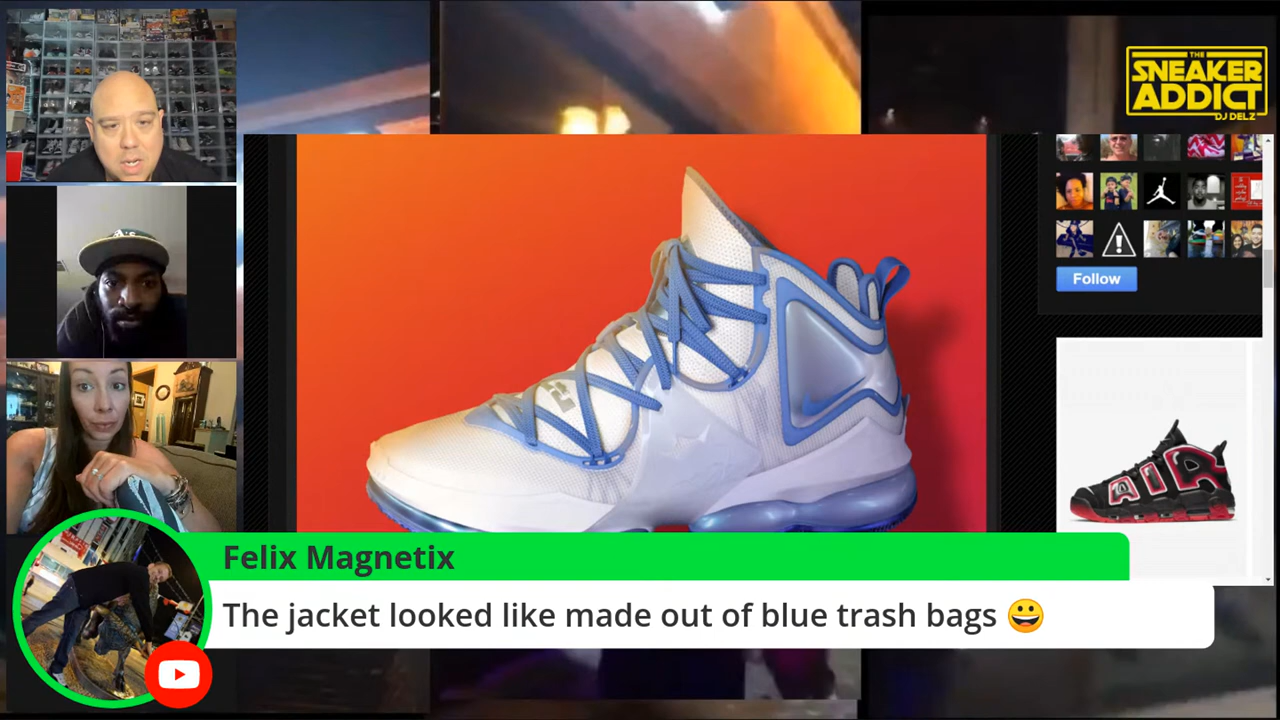 THE
SNEAKER
ADDICT
DJ DELZ
A's
Follow
AIR
Felix Magnetix
The jacket looked like made out of blue trash bags 😀